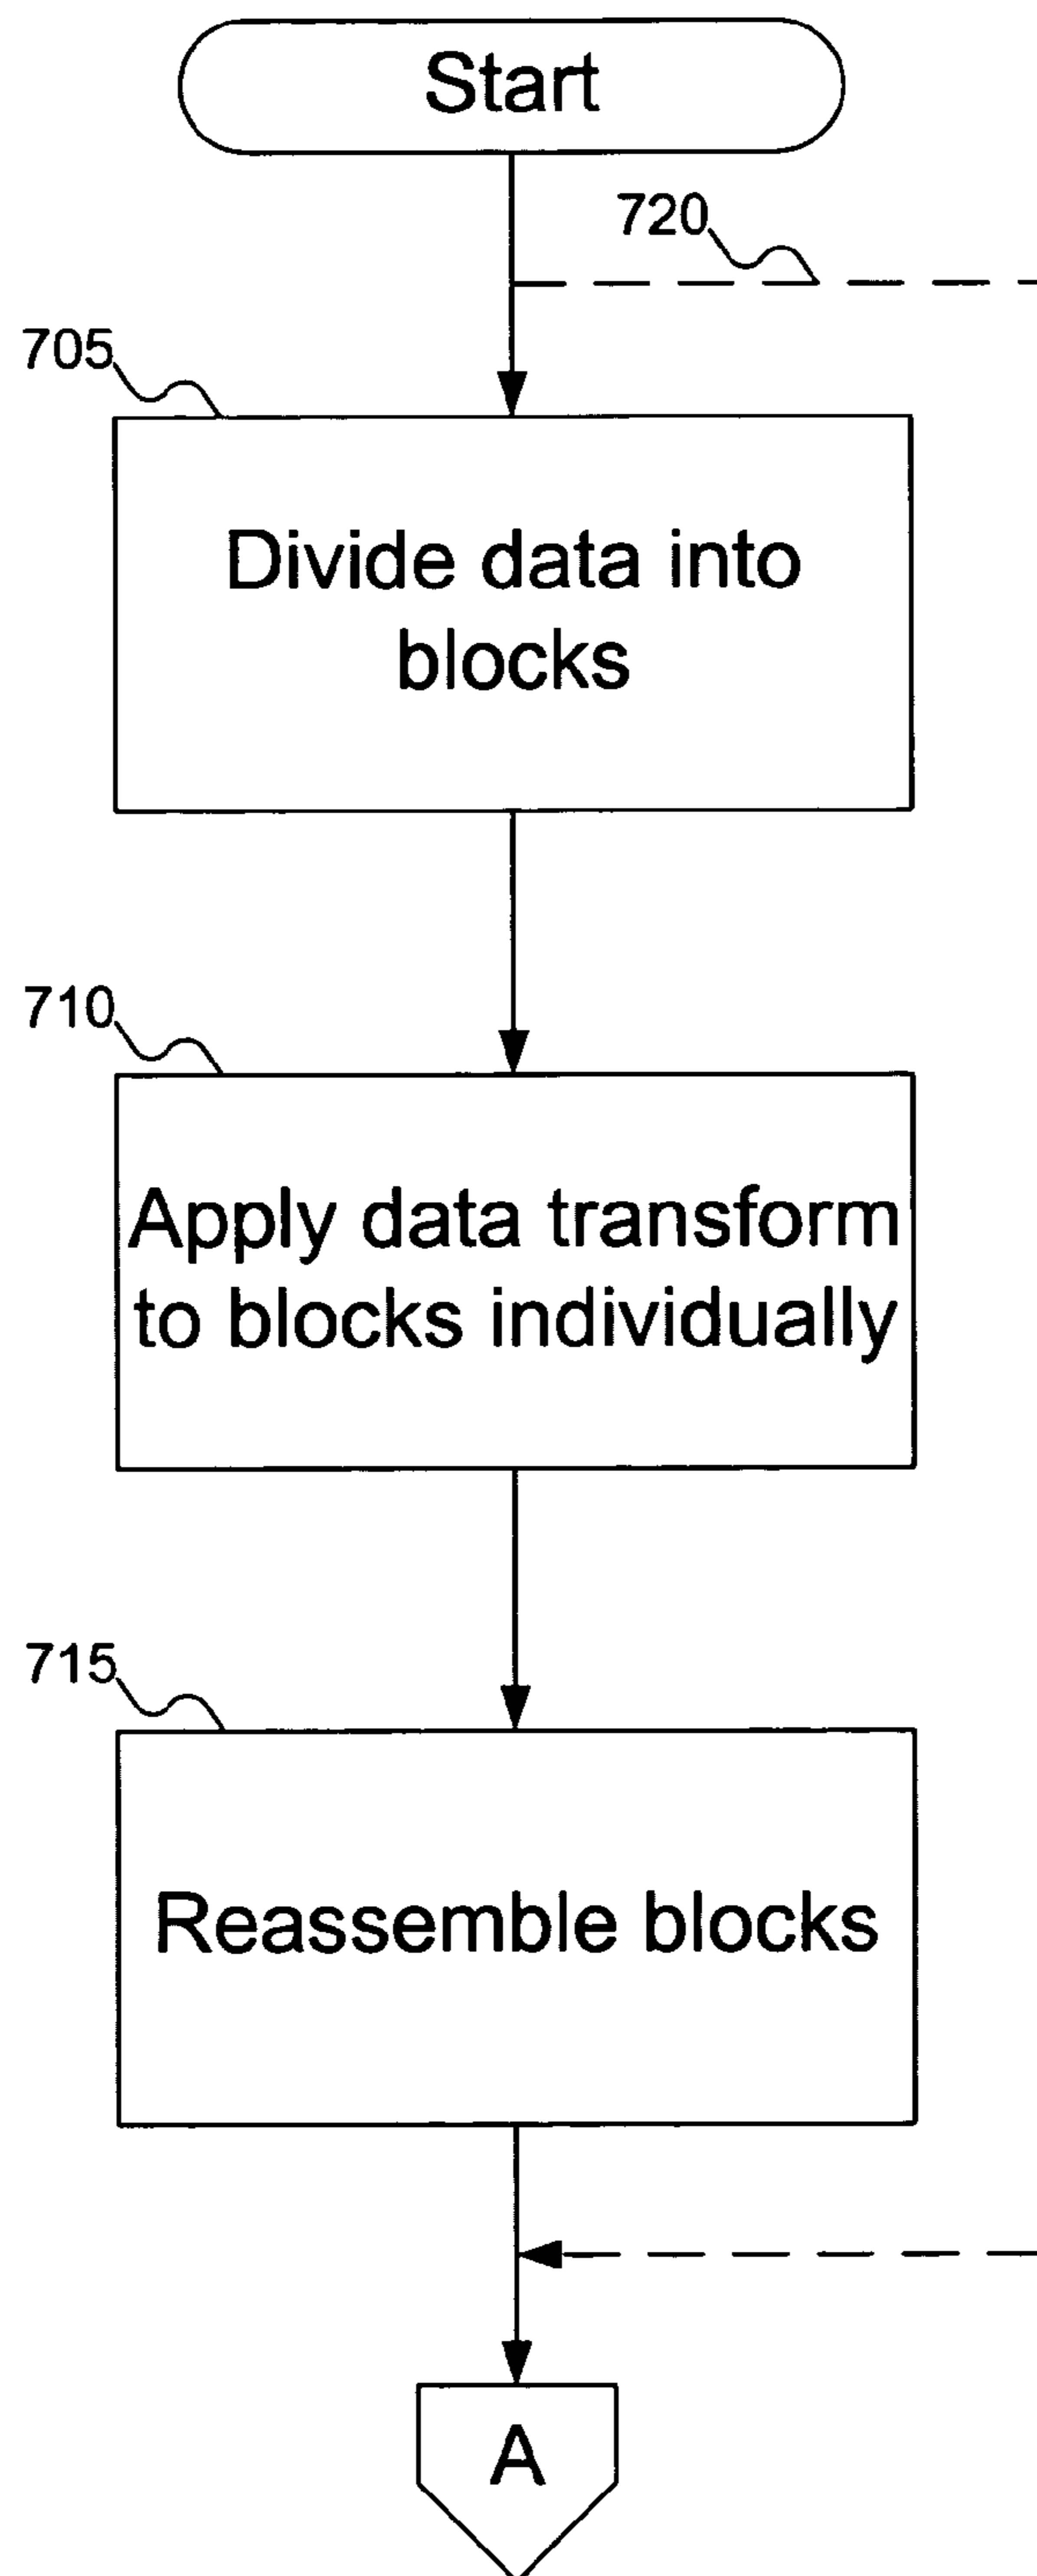 Start
720
705
Divide data into
blocks
710
Apply data transform
to blocks individually
715
Reassemble blocks
A